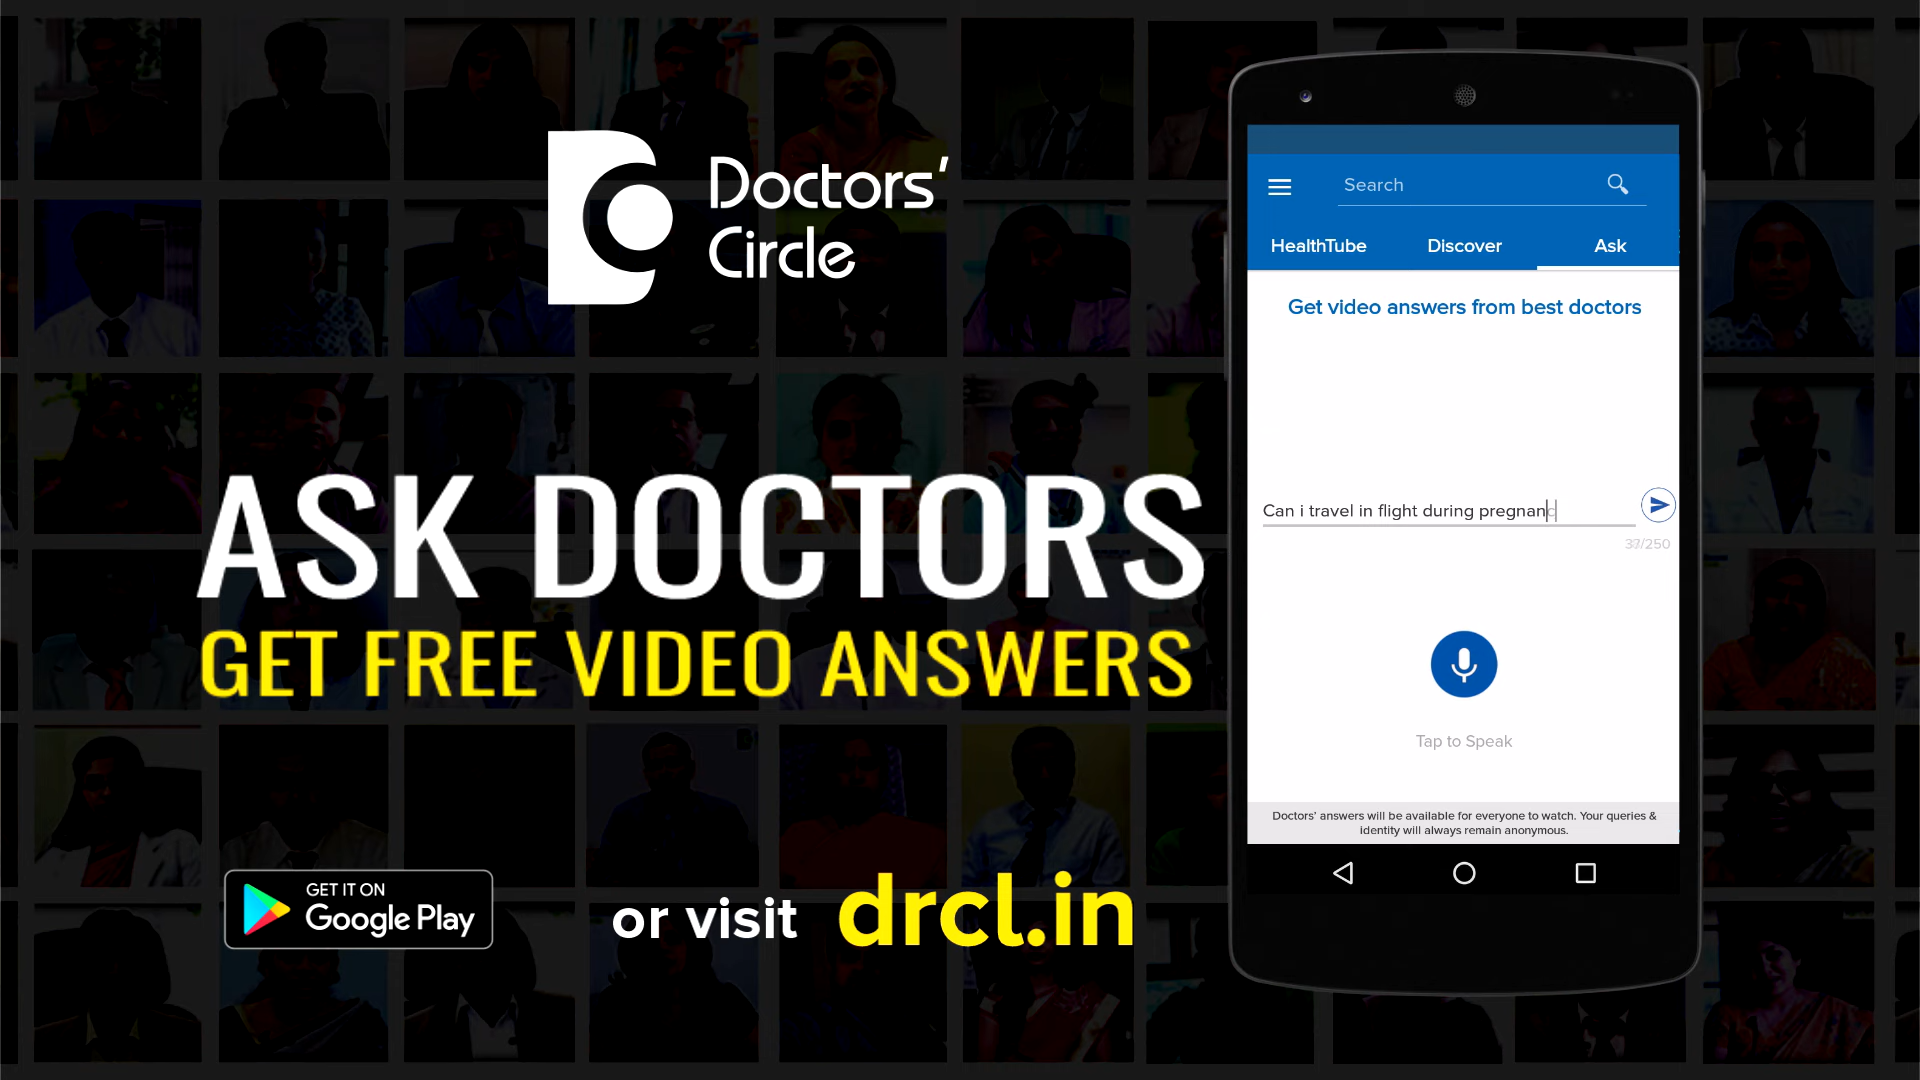 Doctors'
Circle
ASK DOCTORS
GET FREE VIDEO ANSWERS
GET IT ON
Google Play
or visit drcl.in
Search
HealthTube Discover Ask
Get video answers from best doctors
Can i travel in flight during pregnanc
/250
Tap to Speak
Doctors' answers will be available for everyone to watch. Your queries &
identity will always remain anonymous.